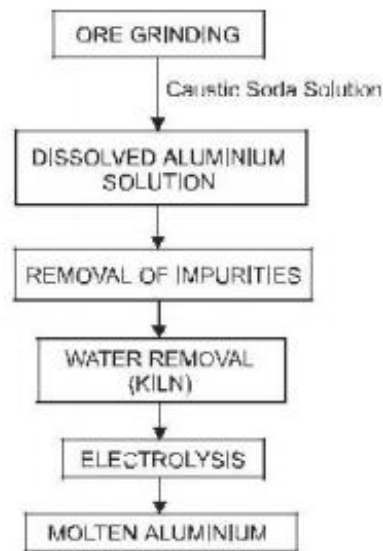 ORE GRINDING
Caustic Soda Solution
DISSOLVED ALUMINIUM
SOLUTION
REMOVAL OF IMPURITIES
WATER REMOVAL
(KILN)
ELECTROLYSIS
MOLTEN ALUMINIUM